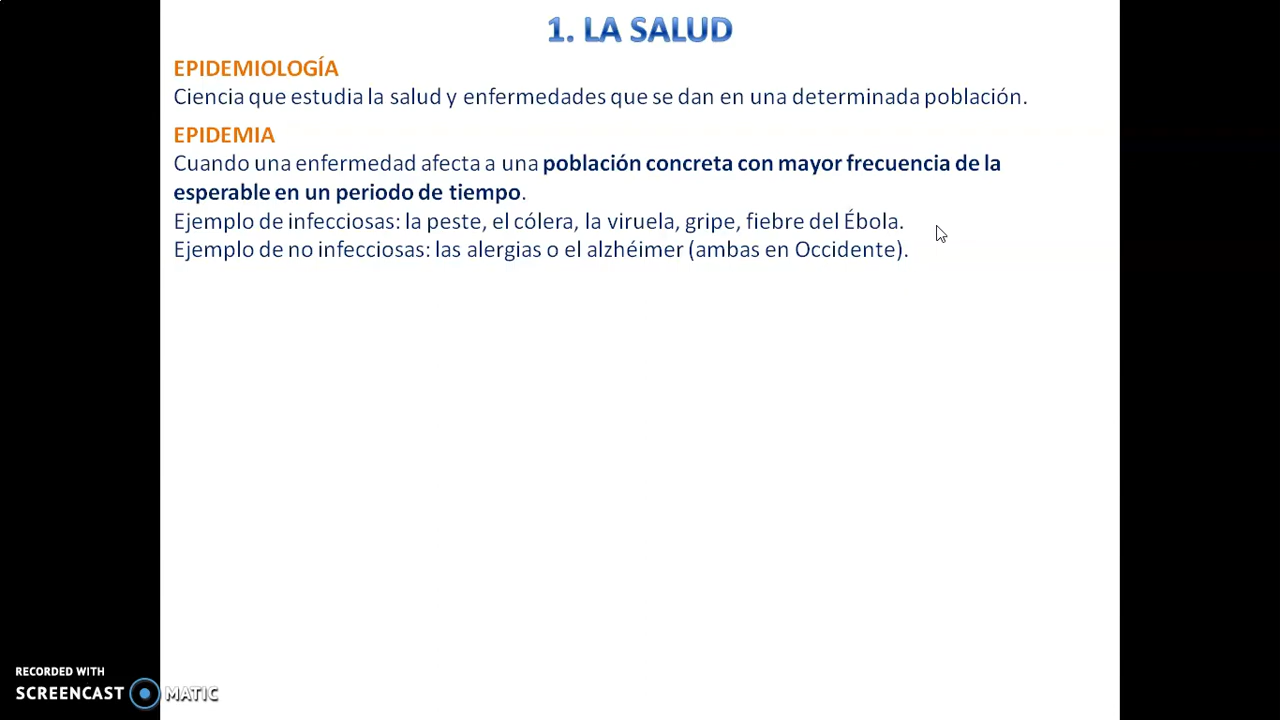 1. LA SALUD
EPIDEMIOLOGÍA
Ciencia que estudia la salud y enfermedades que se dan en una determinada población.
EPIDEMIA
Cuando una enfermedad afecta a una población concreta con mayor frecuencia de la
esperable en un periodo de tiempo.
Ejemplo de infecciosas: la peste, el cólera, la viruela, gripe, fiebre del Ébola.
Ejemplo de no infecciosas: las alergias o el alzhéimer (ambas en Occidente).
RECORDED WITH
SCREENCAST MATIC